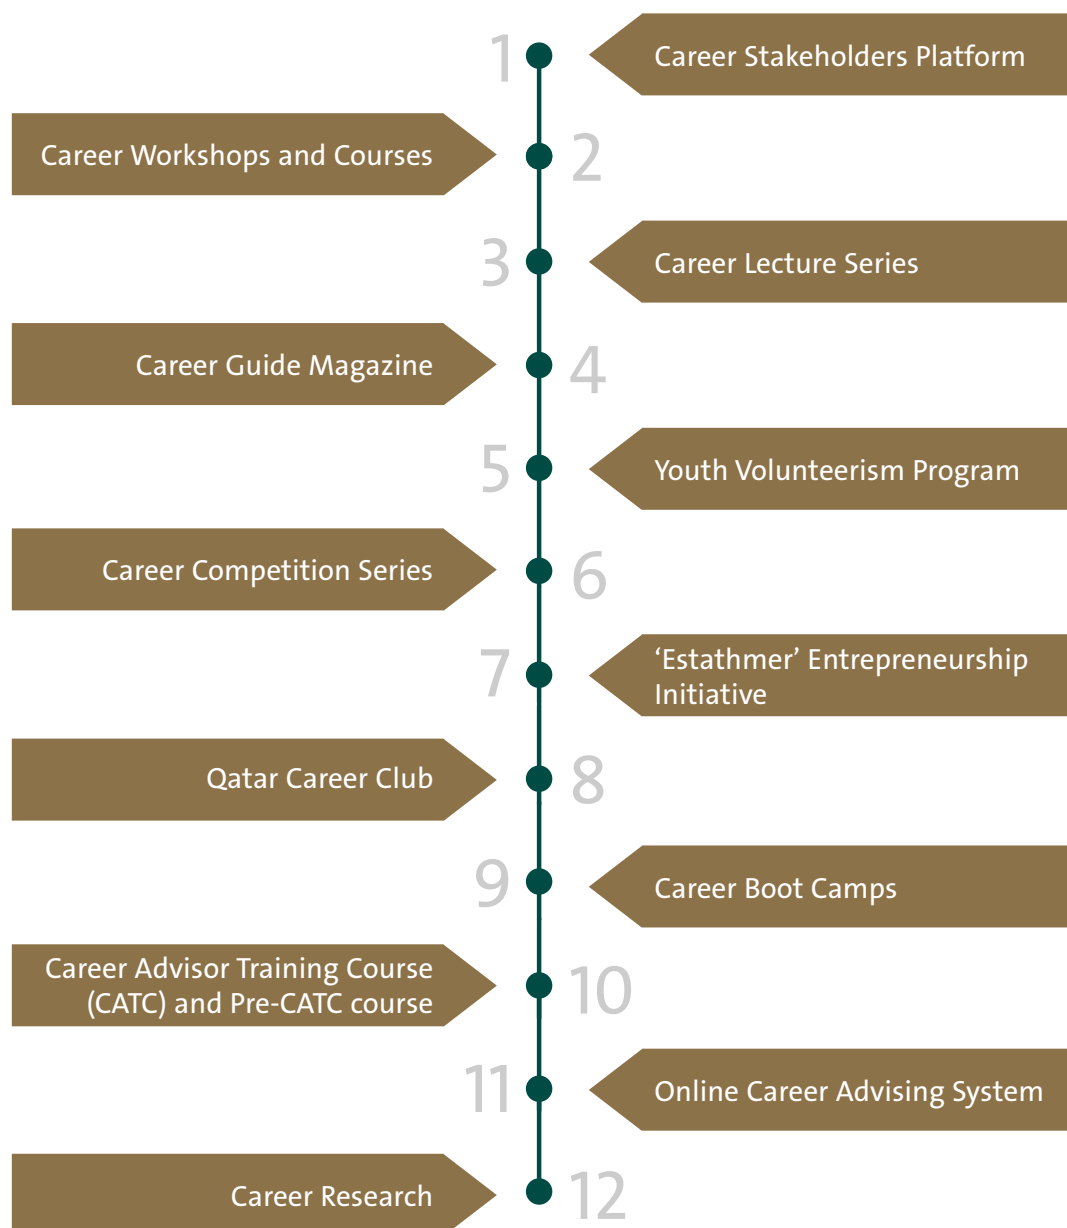 1
Career Stakeholders Platform
Career Workshops and Courses
2
3
Career Lecture Series
Career Guide Magazine
4
5
Youth Volunteerism Program
Career Competition Series
6
7
‘Estathmer’ Entrepreneurship
Initiative
Qatar Career Club
8
9
Career Boot Camps
Career Advisor Training Course
(CATC) and Pre-CATC course
10
11
Online Career Advising System
Career Research
12